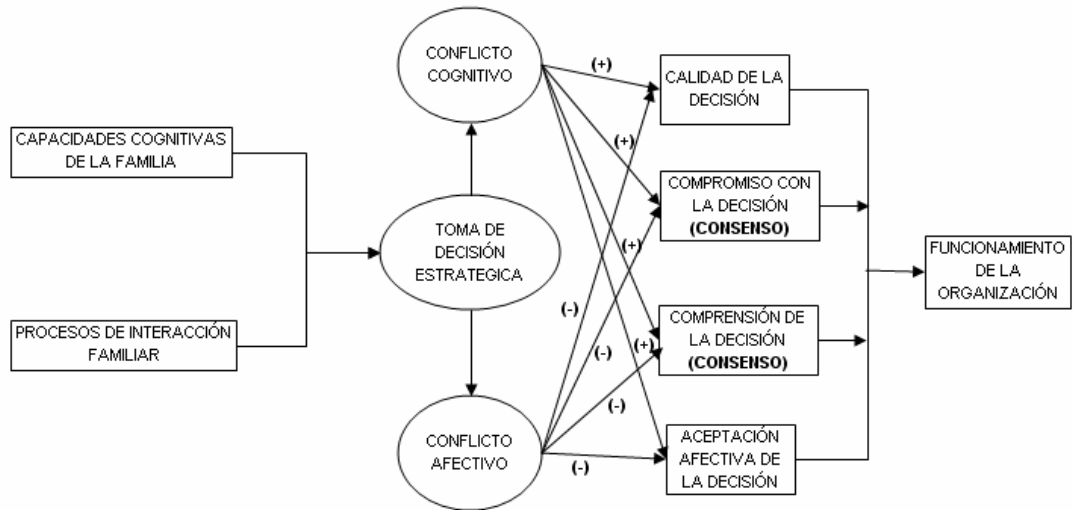 CAPACIDADES COGNITIVAS
DE LA FAMILIA
PROCESOS DE INTERACCIÓN
FAMILIAR
CONFLICTO
COGNITIVO
TOMA DE
DECISIÓN
ESTRATEGICA
CONFLICTO
AFECTIVO
(+)
(+)
(+)
(+)
(-)
(-)
(-)
(-)
CALIDAD DE LA
DECISIÓN
COMPROMISO CON
LA DECISIÓN
(CONSENSO)
COMPRENSIÓN DE
LA DECISIÓN
(CONSENSO)
ACEPTACIÓN
AFECTIVA DE
LA DECISIÓN
FUNCIONAMIENTO
DE LA
ORGANIZACIÓN